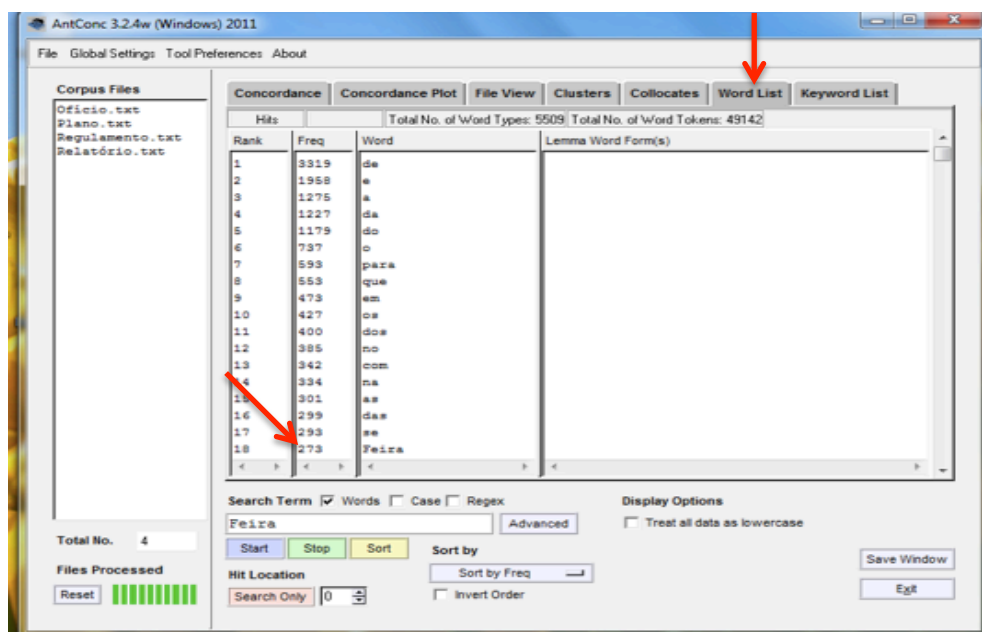 AntConc 3.2.4w (Windows) 2011
File Global Settings Tool Preferences About
Corpus Files
Oficio.txt
Plano.txt
Regulamento.txt
Relatório.txt
Total No. 4
Files Processed
Reset
Concordance Concordance Plot File View Clusters Collocates Word List Keyword List
Hits Total No. of Word Types: 5509 Total No. of Word Tokens: 49142
Rank Freq Word Lemma Word Form(s)
1 3319 de
2 1958 e
3 1275 a
4 1227 da
5 1179 do
6 737 o
7 593 para
8 553 que
9 473 em
10 427 os
11 400 dos
12 385 no
13 342 com
14 334 na
15 301 as
16 299 das
17 293 se
18 273 Feira
Search Term Words Case Regex Display Options
Feira Advanced Treat all data as lowercase
Start Stop Sort Sort by
Sort by Freq Save Window
Hit Location
Search Only 0 Invert Order Exit